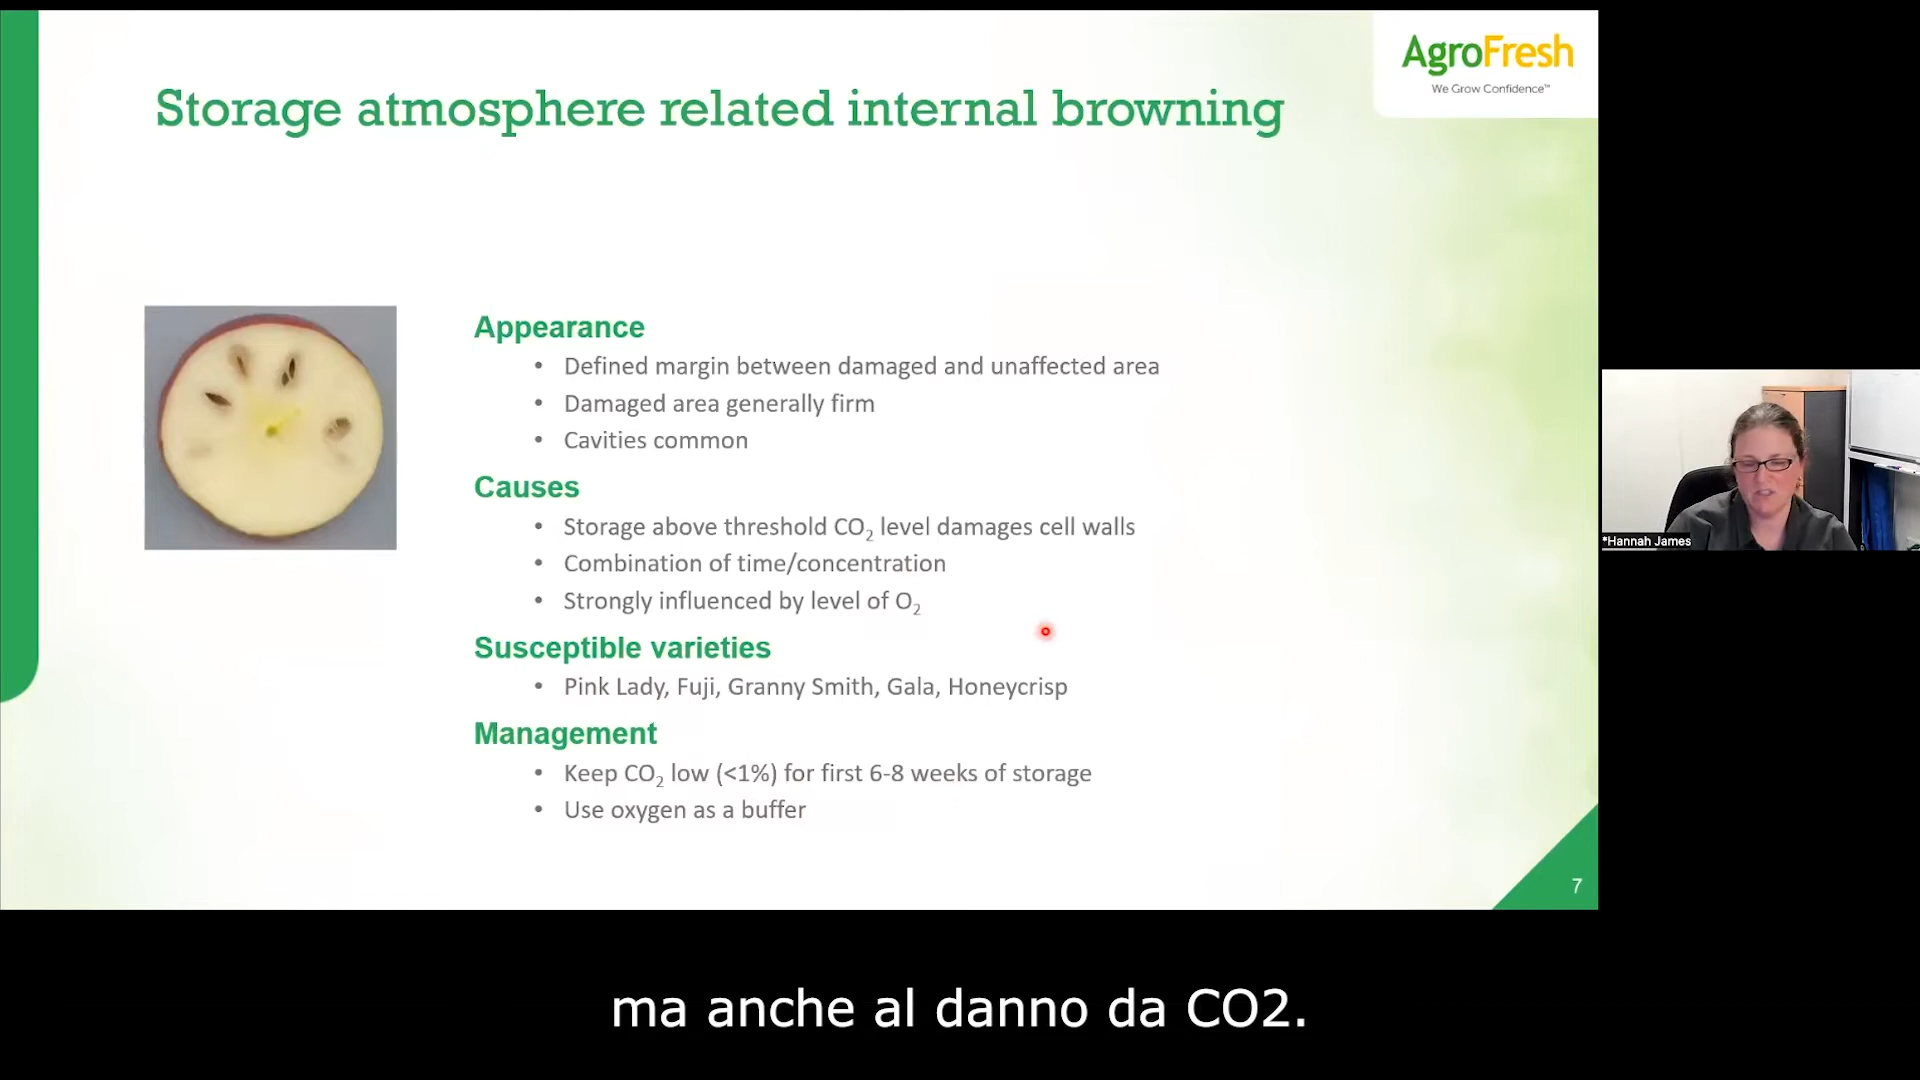 AgroFresh
We Grow Confidence™
Storage atmosphere related internal browning
Appearance
• Defined margin between damaged and unaffected area
• Damaged area generally firm
• Cavities common
Causes
• Storage above threshold CO₂ level damages cell walls
• Combination of time/concentration
• Strongly influenced by level of O₂
Susceptible varieties
• Pink Lady, Fuji, Granny Smith, Gala, Honeycrisp
Management
• Keep CO₂ low (<1%) for first 6-8 weeks of storage
• Use oxygen as a buffer
7
*Hannah James
ma anche al danno da CO2.